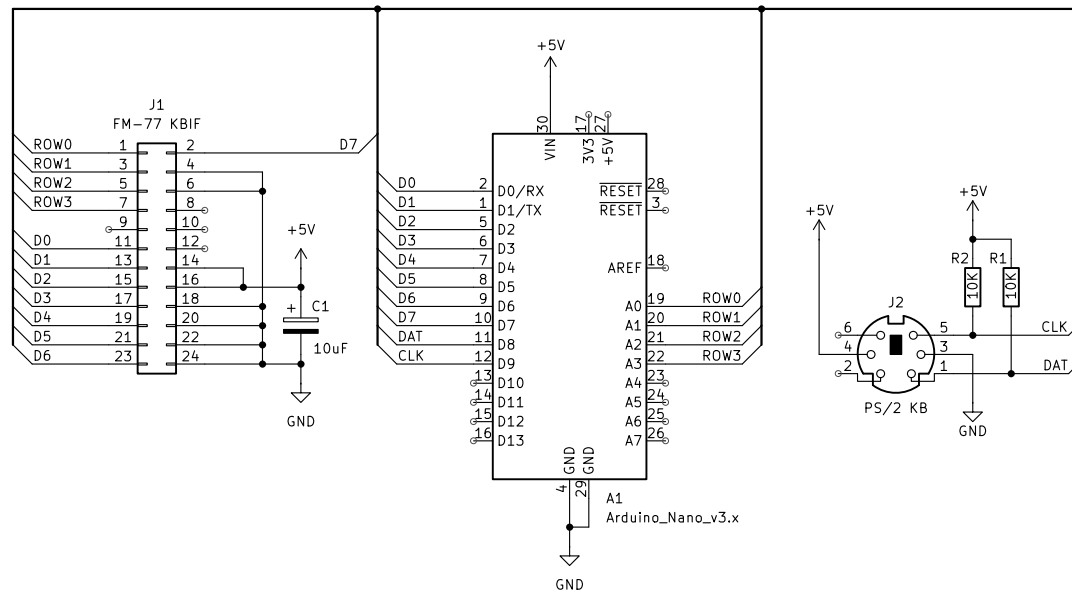 J1
FM-77 KBIF
ROW0 1 2 D7
ROW1 3 4
ROW2 5 6
ROW3 7 8
9 10
D0 11 12
D1 13 14
D2 15 16
D3 17 18
D4 19 20
D5 21 22
D6 23 24
+5V
C1
+
10uF
GND
+5V
30 17 27
VIN 3V3 +5V
D0 2 D0/RX RESET 28
D1 1 D1/TX RESET 3
D2 5 D2
D3 6 D3
D4 7 D4 AREF 18
D5 8 D5
D6 9 D6 A0 19 ROW0
D7 10 D7 A1 20 ROW1
DAT 11 D8 A2 21 ROW2
CLK 12 D9 A3 22 ROW3
13 D10 A4 23
14 D11 A5 24
15 D12 A6 25
16 D13 A7 26
GND GND
4 29
A1
Arduino_Nano_v3.x
GND
+5V
+5V
R2 R1
10K 10K
J2
6 5 CLK
4 3
2 1 DAT
PS/2 KB
GND